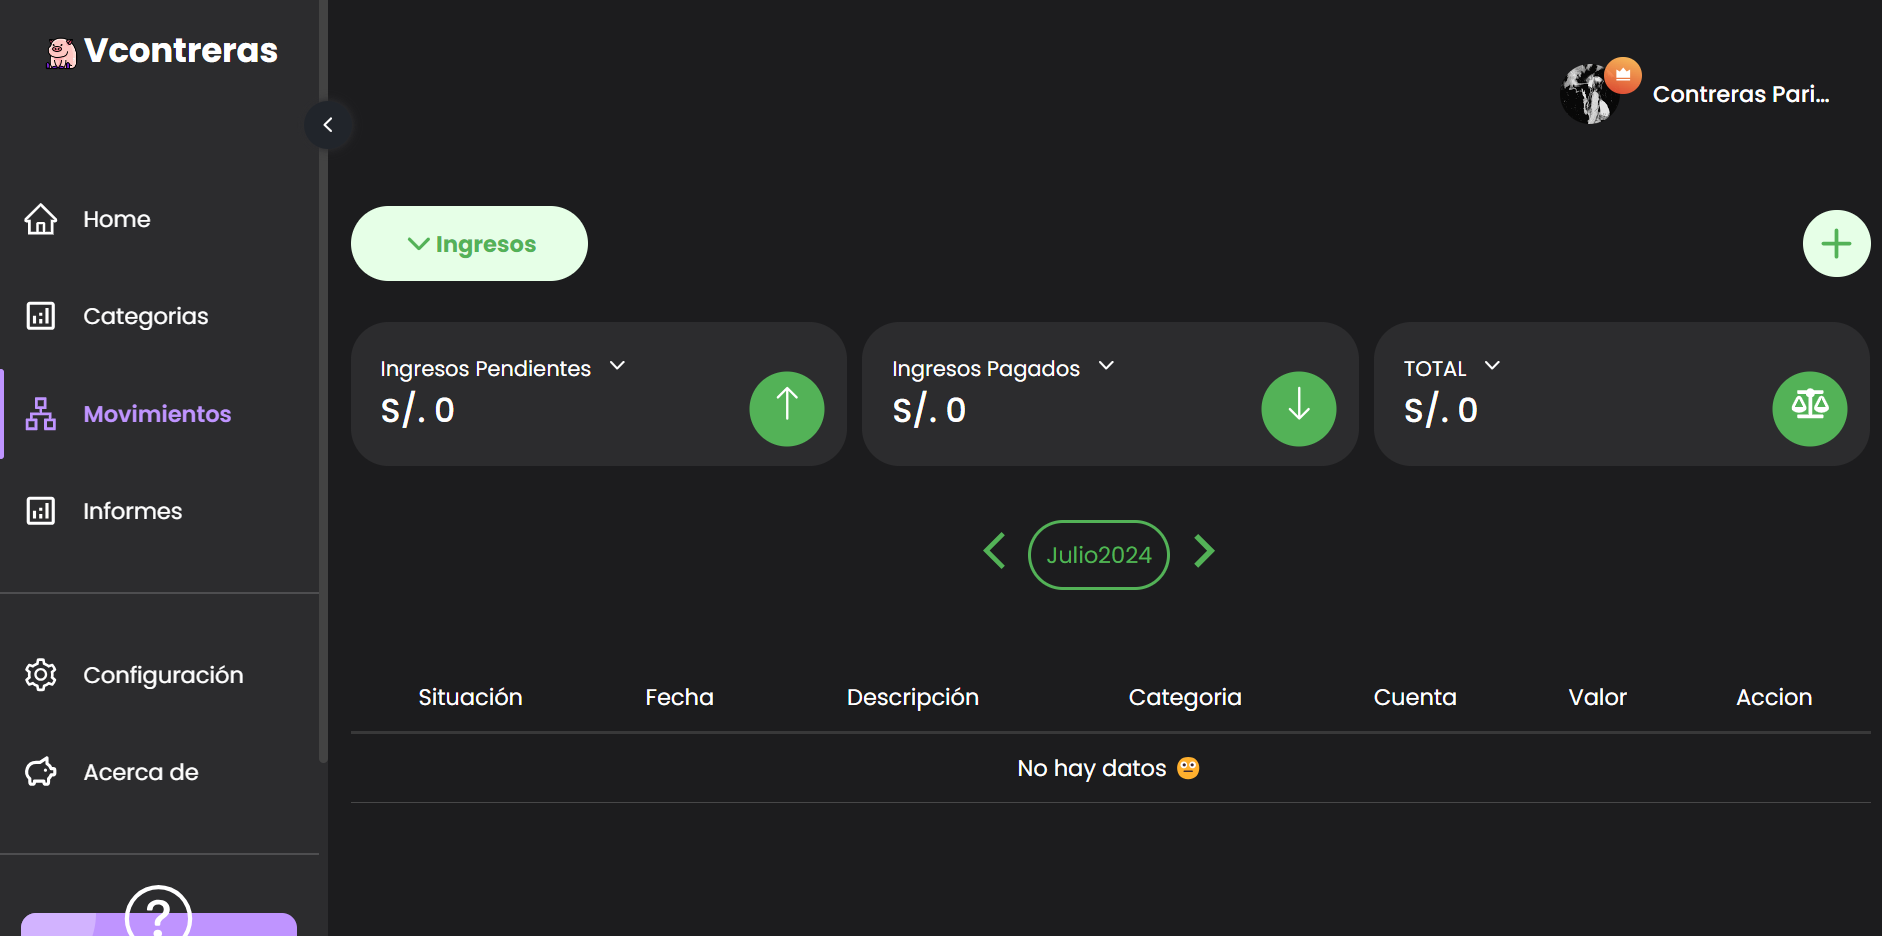 Vcontreras
Contreras Pari...
Home
Categorias
Movimientos
Informes
Configuración
Acerca de
?
Ingresos
Ingresos Pendientes
S/. 0
Ingresos Pagados
S/. 0
TOTAL
S/. 0
Julio2024
Situación Fecha Descripción Categoria Cuenta Valor Accion
No hay datos 😳